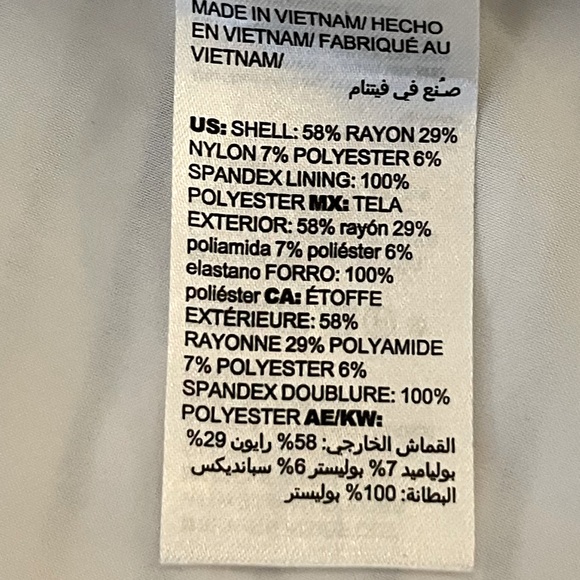 MADE IN VIETNAM/ HECHO
EN VIETNAM/ FABRIQUÉ AU
VIETNAM/
صُنع في فيتنام
US: SHELL: 58% RAYON 29%
NYLON 7% POLYESTER 6%
SPANDEX LINING: 100%
POLYESTER MX: TELA
EXTERIOR: 58% rayón 29%
poliamida 7% poliéster 6%
elastano FORRO: 100%
poliéster CA: ÉTOFFE
EXTÉRIEURE: 58%
RAYONNE 29% POLYAMIDE
7% POLYESTER 6%
SPANDEX DOUBLURE: 100%
POLYESTER AE/KW:
القماش الخارجي: 58% رايون 29%
بولياميد 7% بوليستر 6% سبانديكس
البطانة: 100% بوليستر